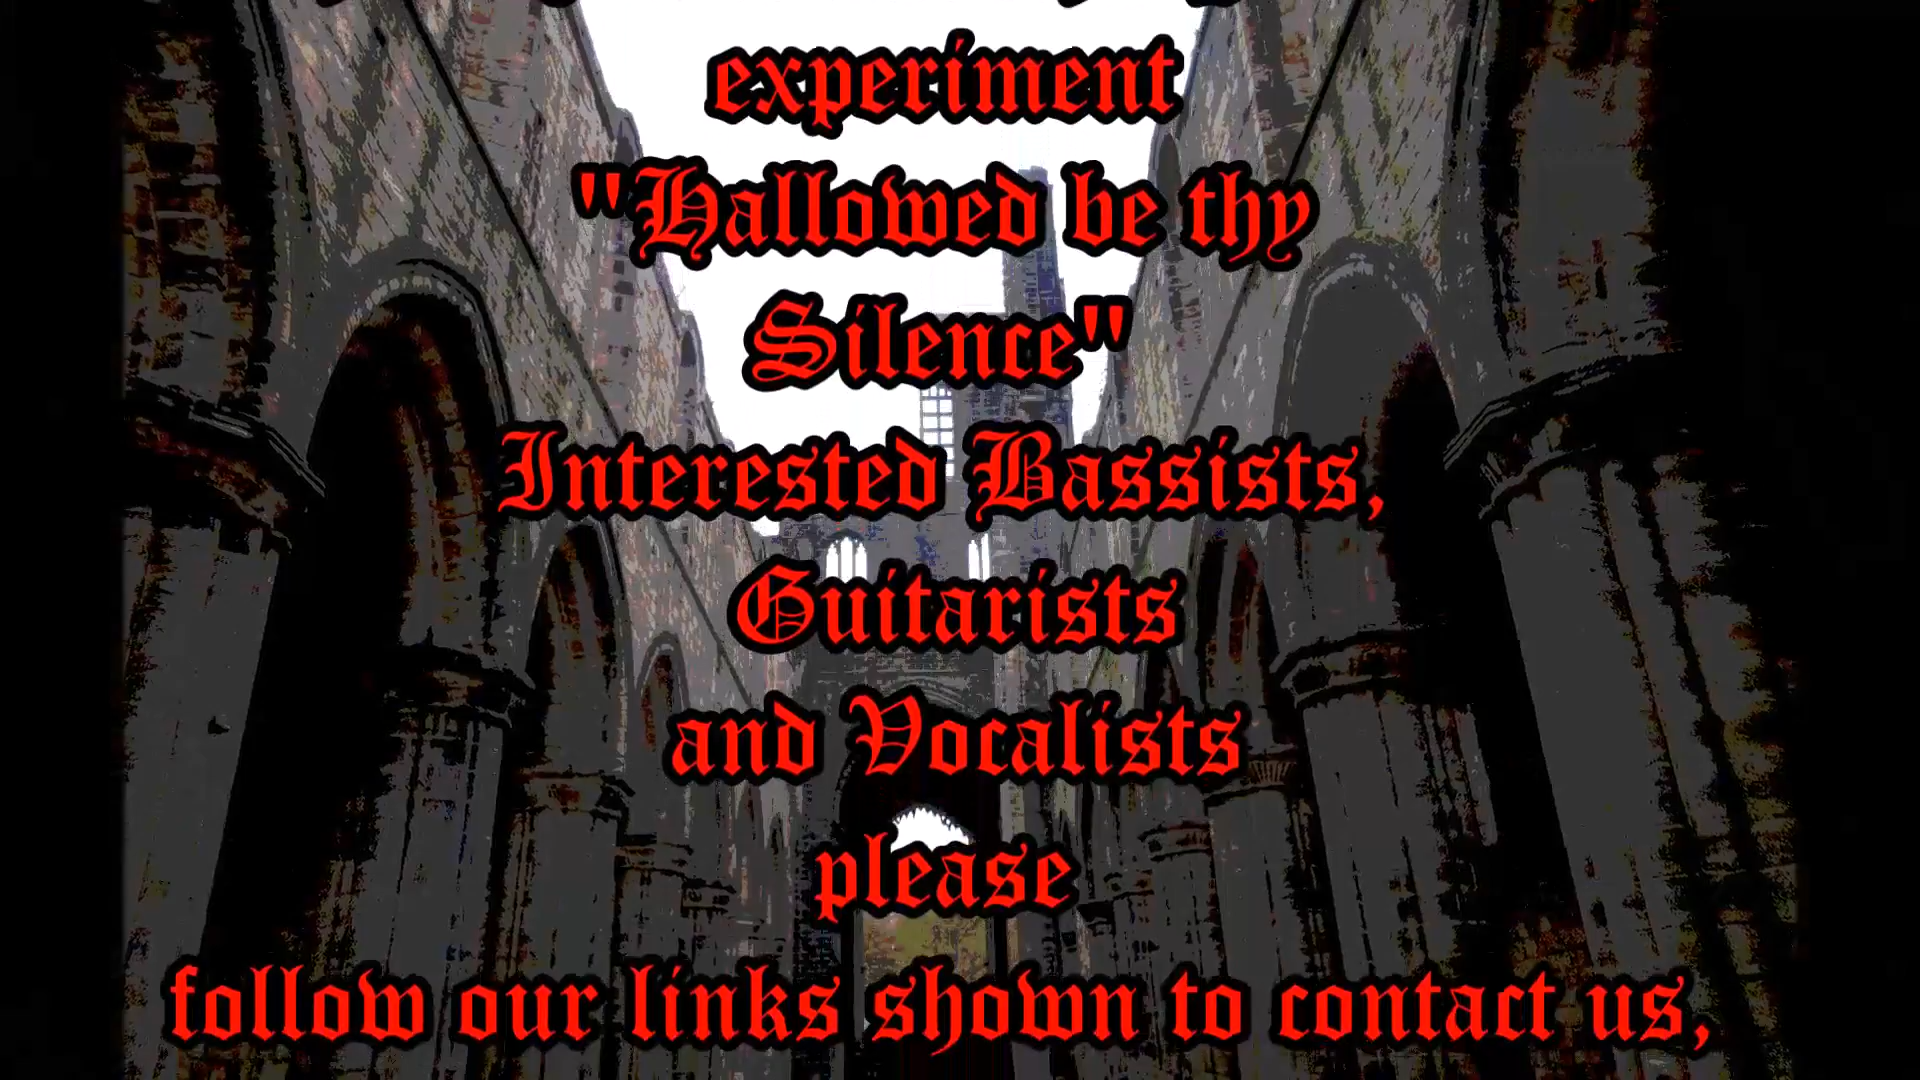 experiment
"Hallowed be thy
Silence"
Interested Bassists,
Guitarists
and Vocalists
please
follow our links shown to contact us,